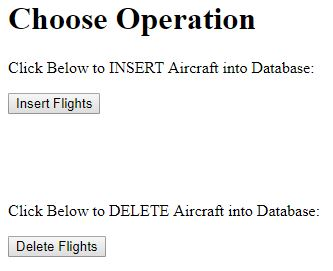 Choose Operation
Click Below to INSERT Aircraft into Database:
Insert Flights
Click Below to DELETE Aircraft into Database:
Delete Flights